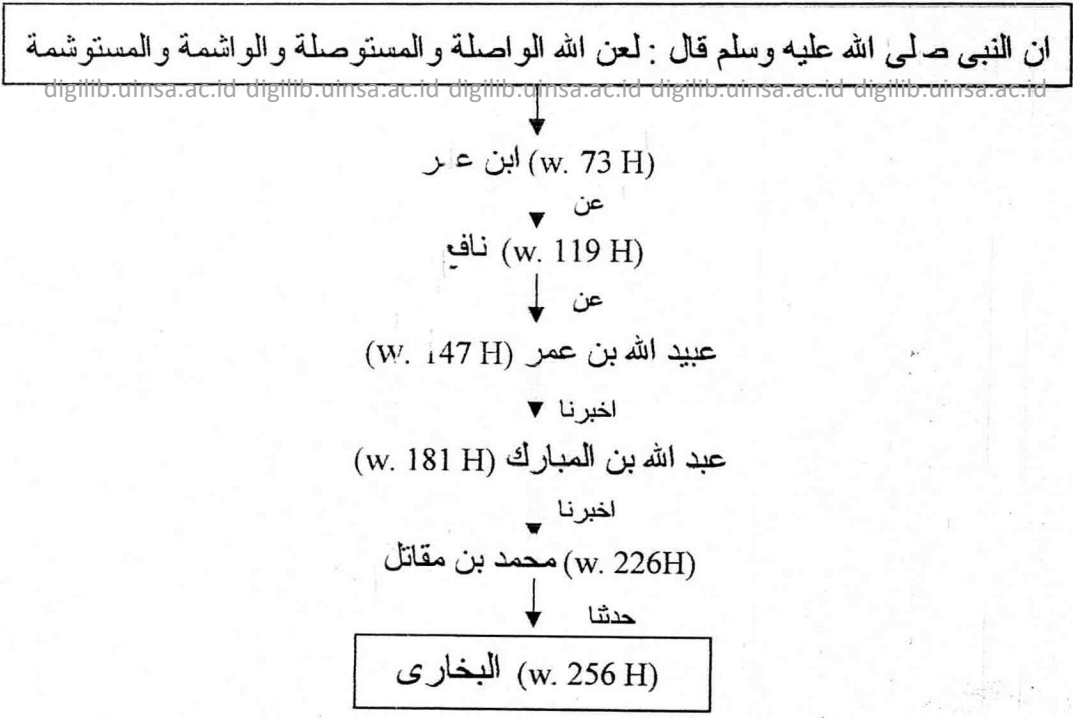 ان النبى صلى الله عليه وسلم قال : لعن الله الواصلة والمستوصلة والواشمة والمستوشمة
digilib.uinsa.ac.id digilib.uinsa.ac.id digilib.uinsa.ac.id digilib.uinsa.ac.id digilib.uinsa.ac.id
ابن عمر (w. 73 H)
عن
نافع (w. 119 H)
عن
عبيد الله بن عمر (w. 147 H)
اخبرنا
عبد الله بن المبارك (w. 181 H)
اخبرنا
محمد بن مقاتل (w. 226H)
حدثنا
البخارى (w. 256 H)